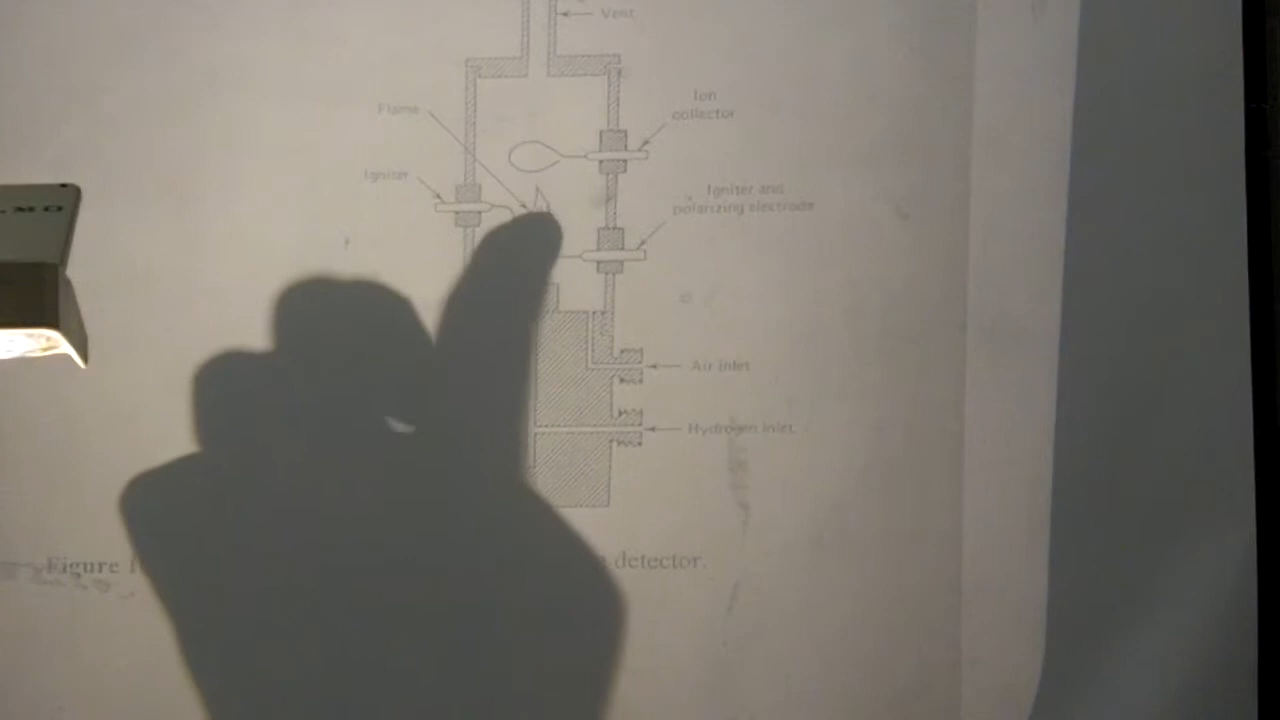 Vent
Ion
collector
Flame
Igniter
Igniter and
polarizing electrode
Air inlet
Hydrogen inlet
Figure
detector.